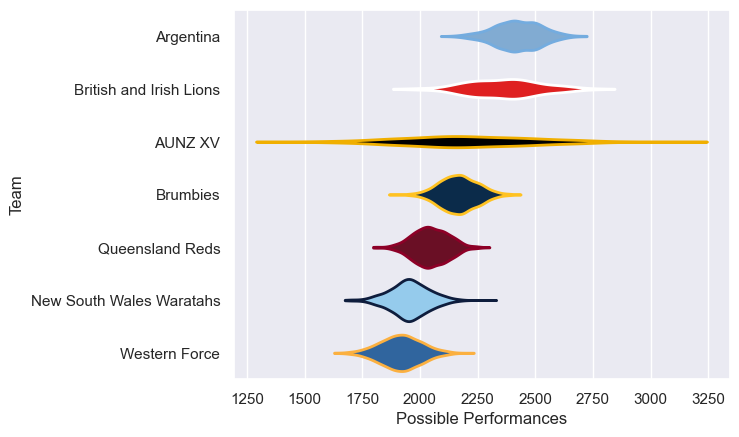 Argentina
British and Irish Lions
AUNZ XV
Brumbies
Queensland Reds
New South Wales Waratahs
Western Force
Team
1250 1500 1750 2000 2250 2500 2750 3000 3250
Possible Performances